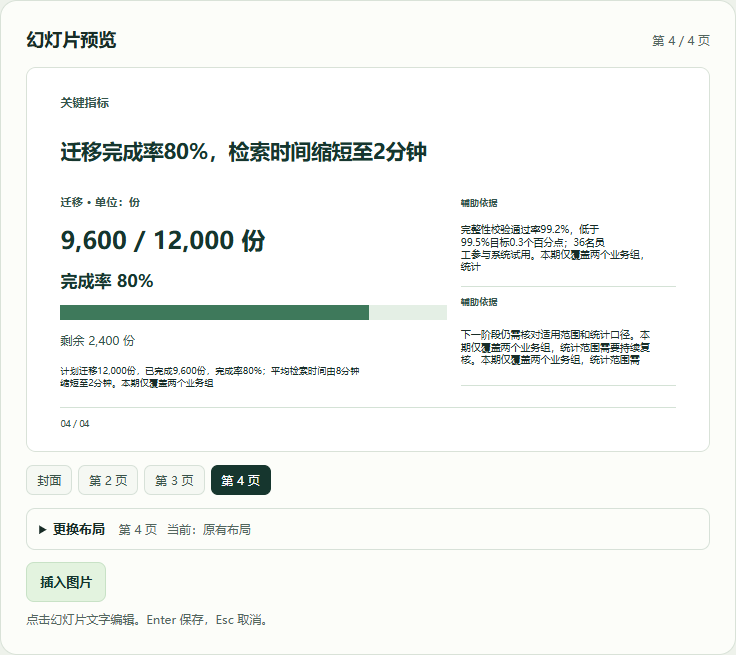 幻灯片预览
第 4 / 4 页
关键指标
迁移完成率80%，检索时间缩短至2分钟
迁移 · 单位：份
9,600 / 12,000 份
完成率 80%
剩余 2,400 份
计划迁移12,000份，已完成9,600份，完成率80%；平均检索时间由8分钟
缩短至2分钟。本期仅覆盖两个业务组
辅助依据
完整性校验通过率99.2%，低于
99.5%目标0.3个百分点；36名员
工参与系统试用。本期仅覆盖两个业务组，
统计
辅助依据
下一阶段仍需核对适用范围和统计口径。本
期仅覆盖两个业务组，统计范围需要持续复
核。本期仅覆盖两个业务组，统计范围需
04 / 04
封面
第 2 页
第 3 页
第 4 页
▶ 更换布局 第 4 页 当前：原有布局
插入图片
点击幻灯片文字编辑。Enter 保存，Esc 取消。